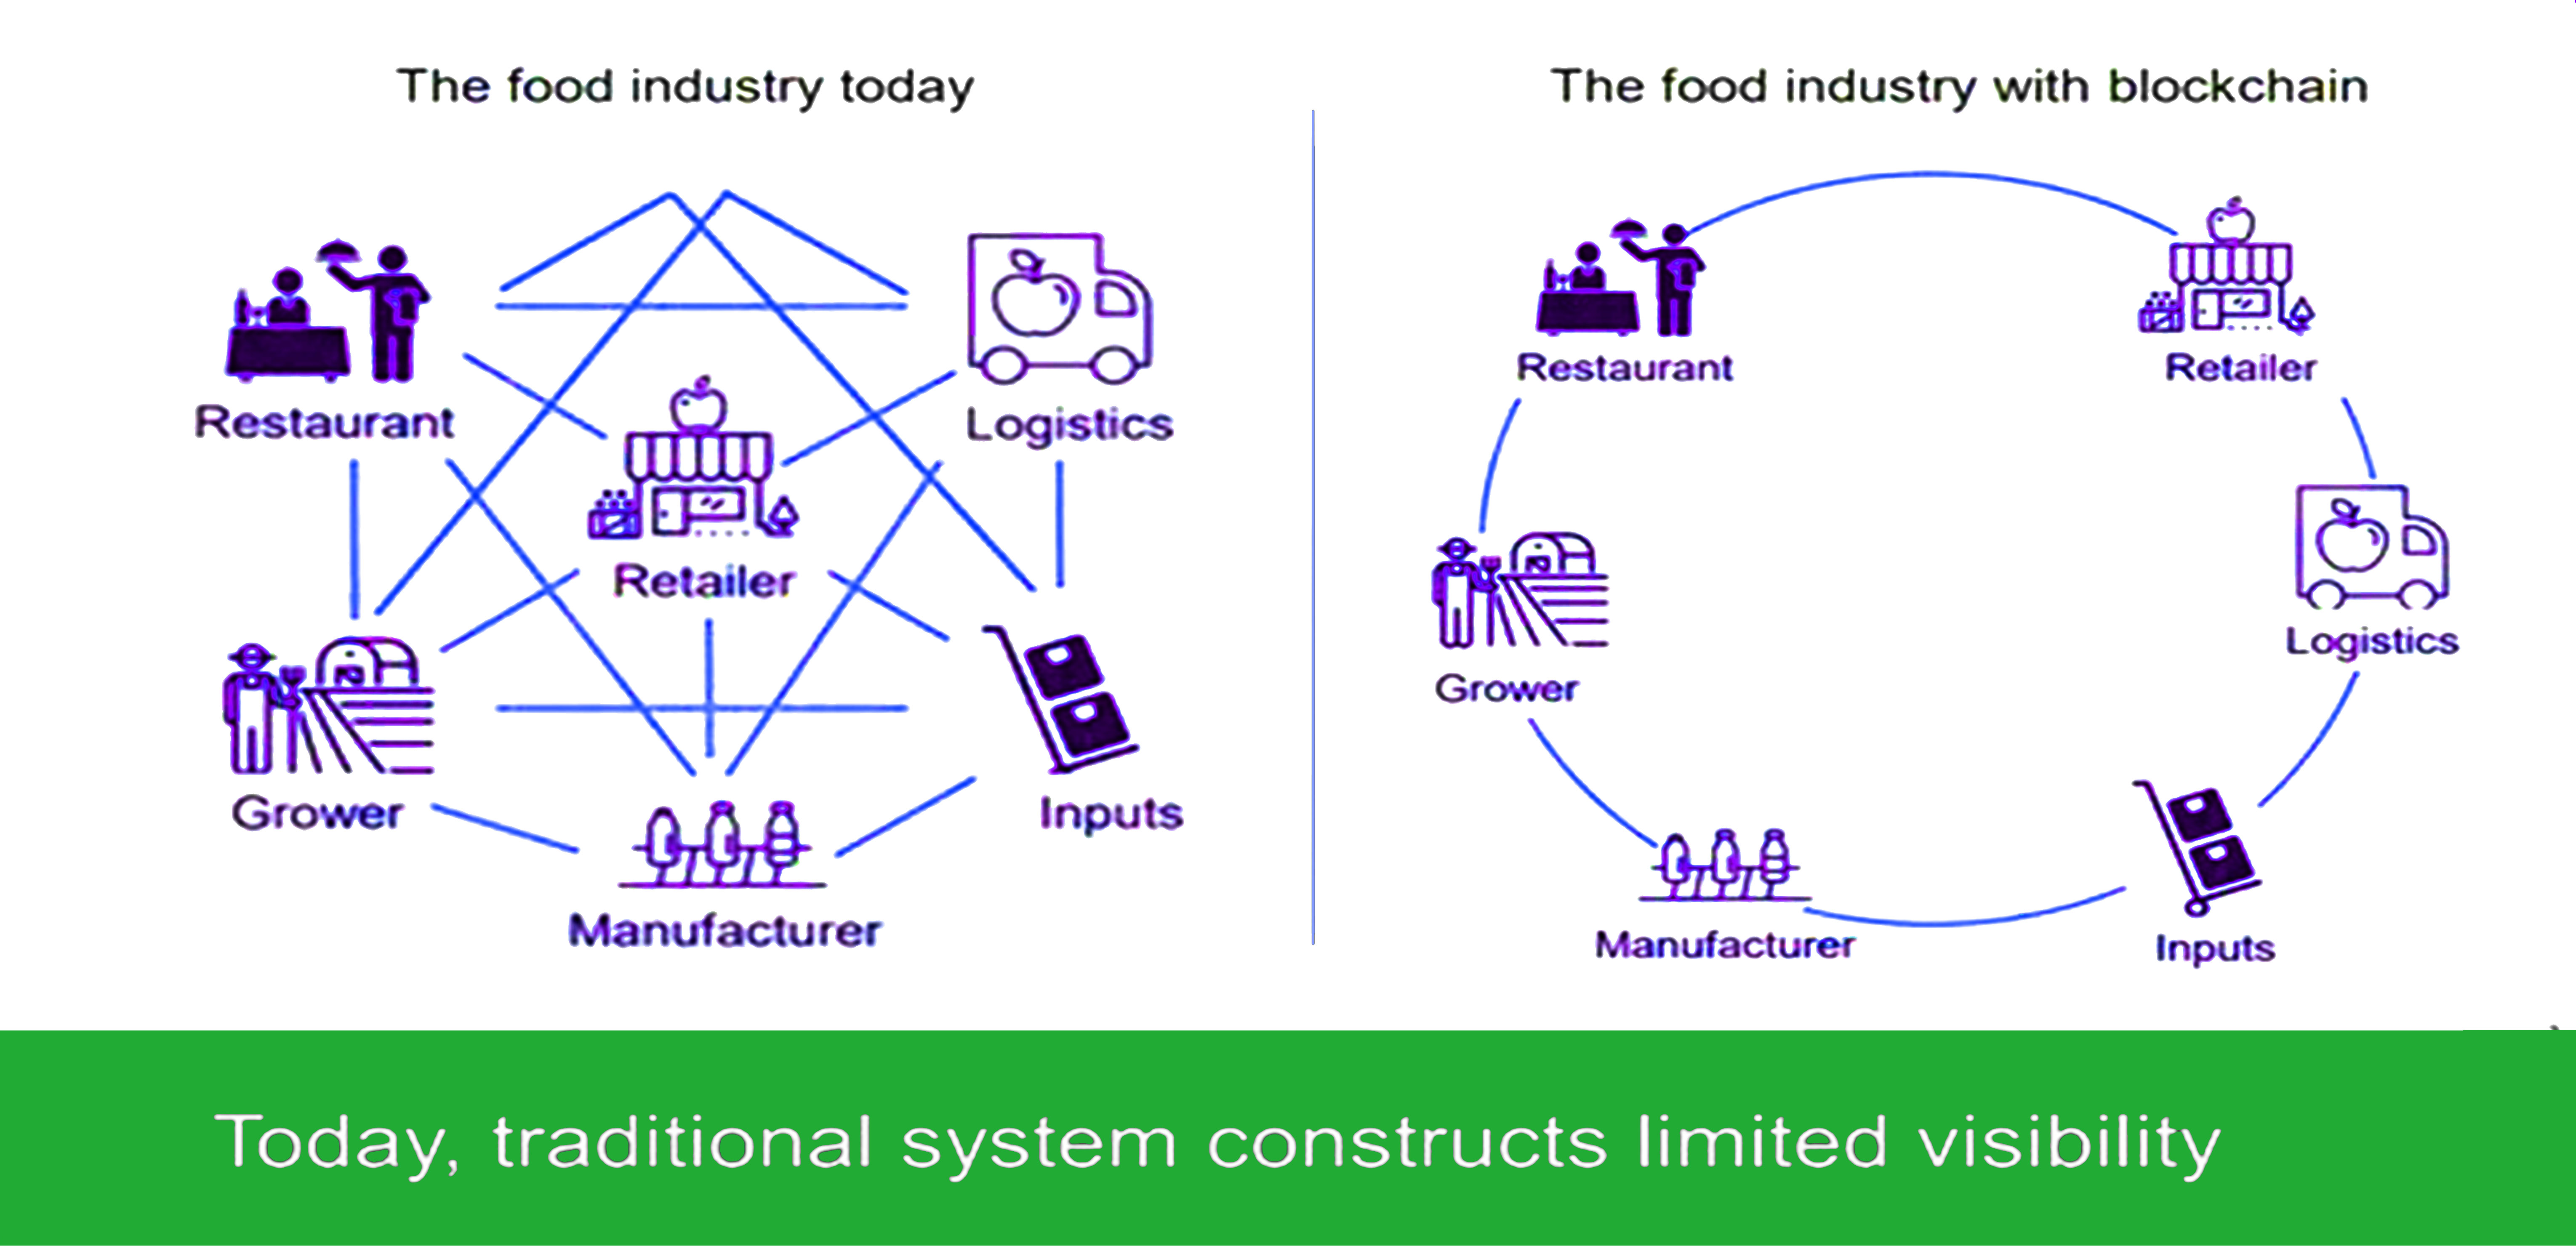 The food industry today
Restaurant
Logistics
Retailer
Grower
Inputs
Manufacturer
The food industry with blockchain
Restaurant
Retailer
Logistics
Grower
Manufacturer
Inputs
Today, traditional system constructs limited visibility